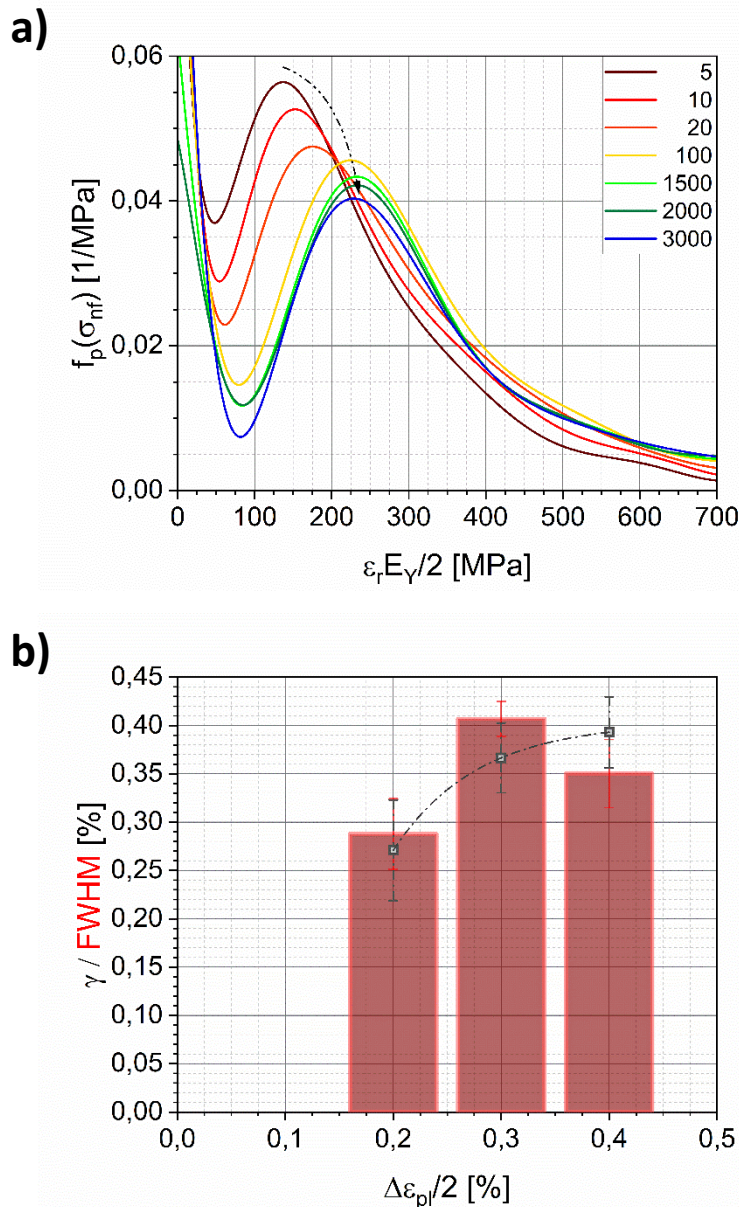 a)
0,06
0,04
0,02
0,00
f_p(σ_nf) [1/MPa]
5
10
20
100
1500
2000
3000
0 100 200 300 400 500 600 700
ε_rE_Y/2 [MPa]
b)
0,45
0,40
0,35
0,30
0,25
0,20
0,15
0,10
0,05
0,00
γ / FWHM [%]
0,0 0,1 0,2 0,3 0,4 0,5
Δε_pl/2 [%]